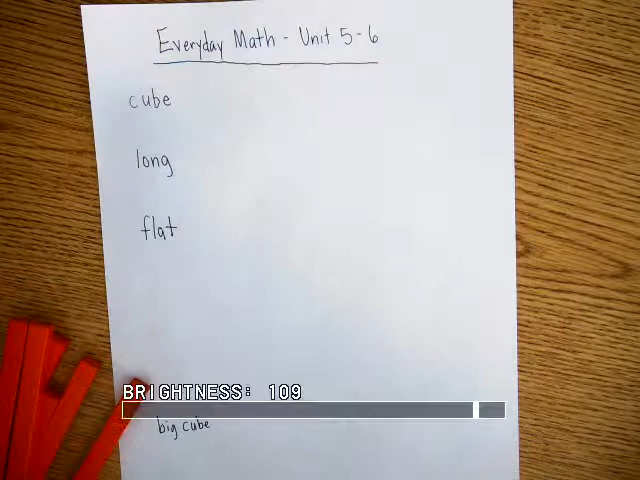 Everyday Math - Unit 5-6
cube
long
flat
BRIGHTNESS: 109
big cube